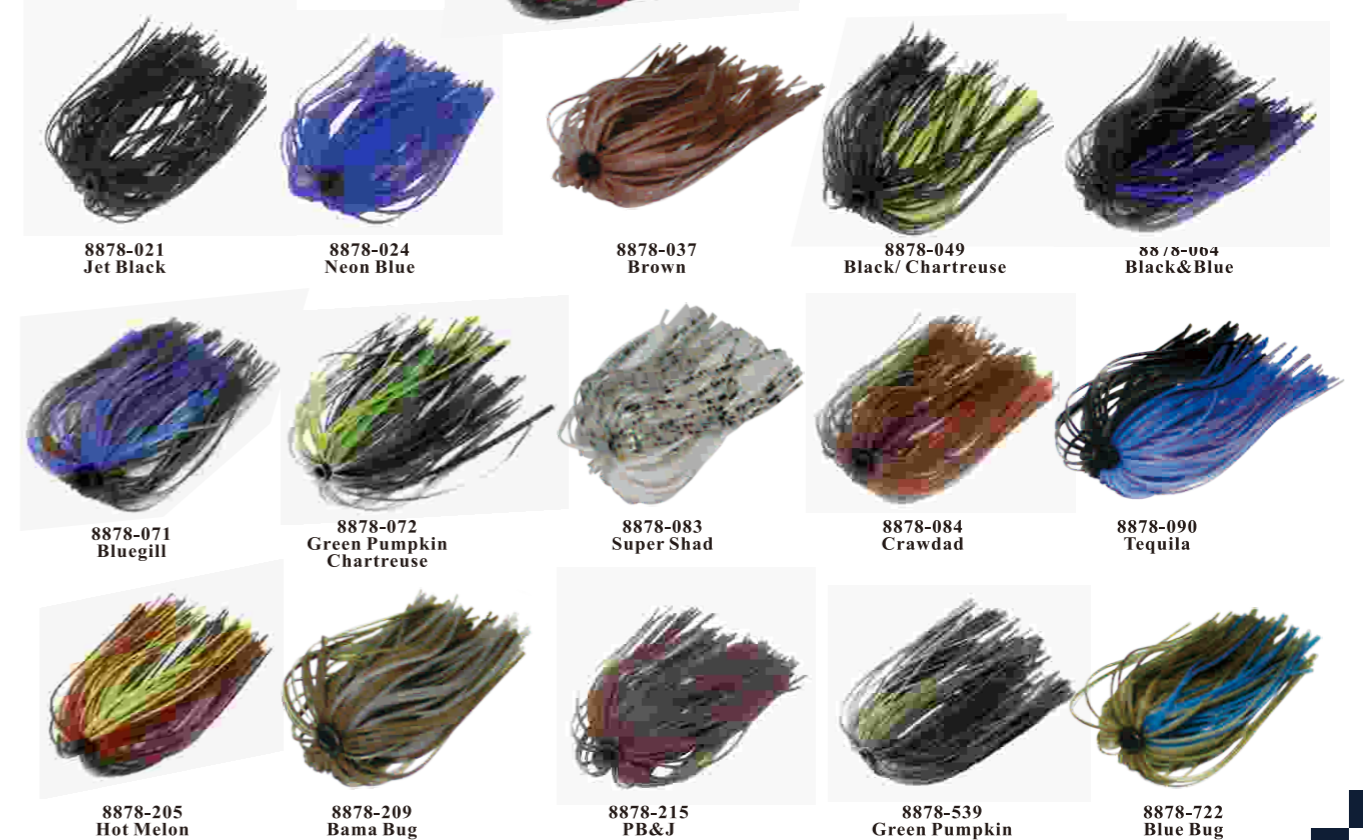 8878-021
Jet Black
8878-024
Neon Blue
8878-037
Brown
8878-049
Black/ Chartreuse
8878-064
Black&Blue
8878-071
Bluegill
8878-072
Green Pumpkin
Chartreuse
8878-083
Super Shad
8878-084
Crawdad
8878-090
Tequila
8878-205
Hot Melon
8878-209
Bama Bug
8878-215
PB&J
8878-539
Green Pumpkin
8878-722
Blue Bug